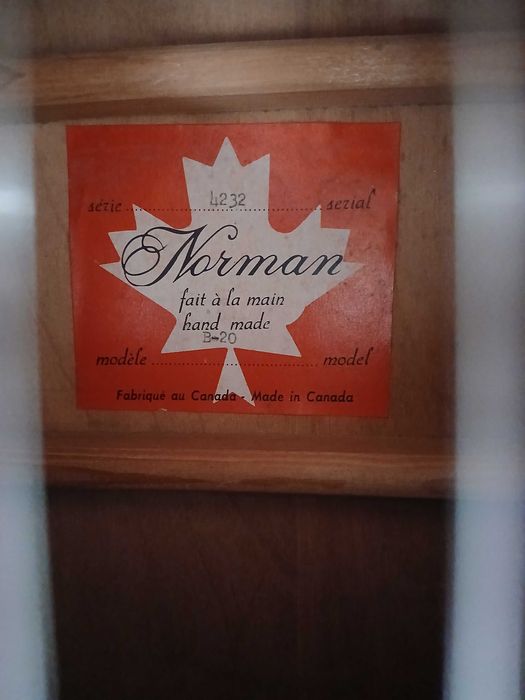 4232
série ........................................ serial
Norman
fait à la main
hand made
B-20
modèle ........................................ model
Fabriqué au Canada - Made in Canada